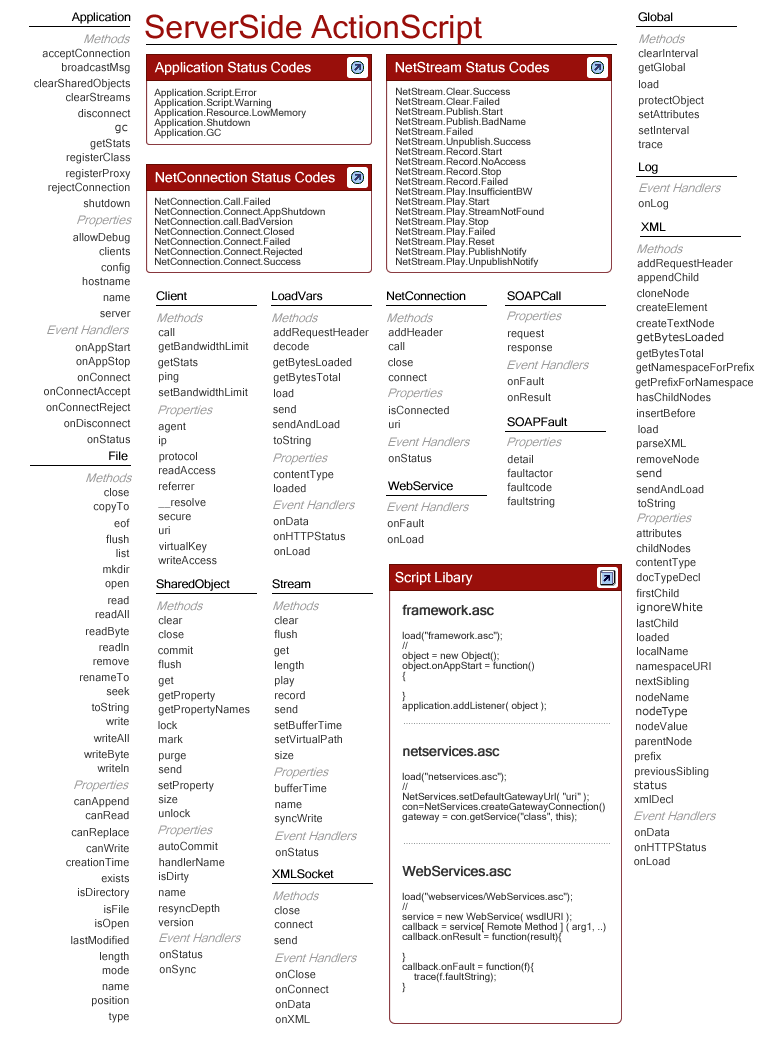 ServerSide ActionScript
Application
Methods
acceptConnection
broadcastMsg
clearSharedObjects
clearStreams
disconnect
gc
getStats
registerClass
registerProxy
rejectConnection
shutdown
Properties
allowDebug
clients
config
hostname
name
server
Event Handlers
onAppStart
onAppStop
onConnect
onConnectAccept
onConnectReject
onDisconnect
onStatus
File
Methods
close
copyTo
eof
flush
list
mkdir
open
read
readAll
readByte
readln
remove
renameTo
seek
toString
write
writeAll
writeByte
writeln
Properties
canAppend
canRead
canReplace
canWrite
creationTime
exists
isDirectory
isFile
isOpen
lastModified
length
mode
name
position
type
Application Status Codes
Application.Script.Error
Application.Script.Warning
Application.Resource.LowMemory
Application.Shutdown
Application.GC
NetConnection Status Codes
NetConnection.Call.Failed
NetConnection.Connect.AppShutdown
NetConnection.call.BadVersion
NetConnection.Connect.Closed
NetConnection.Connect.Failed
NetConnection.Connect.Rejected
NetConnection.Connect.Success
NetStream Status Codes
NetStream.Clear.Success
NetStream.Clear.Failed
NetStream.Publish.Start
NetStream.Publish.BadName
NetStream.Failed
NetStream.Unpublish.Success
NetStream.Record.Start
NetStream.Record.NoAccess
NetStream.Record.Stop
NetStream.Record.Failed
NetStream.Play.InsufficientBW
NetStream.Play.Start
NetStream.Play.StreamNotFound
NetStream.Play.Stop
NetStream.Play.Failed
NetStream.Play.Reset
NetStream.Play.PublishNotify
NetStream.Play.UnpublishNotify
Client
Methods
call
getBandwidthLimit
getStats
ping
setBandwidthLimit
Properties
agent
ip
protocol
readAccess
referrer
__resolve
secure
uri
virtualKey
writeAccess
SharedObject
Methods
clear
close
commit
flush
get
getProperty
getPropertyNames
lock
mark
purge
send
setProperty
size
unlock
Properties
autoCommit
handlerName
isDirty
name
resyncDepth
version
Event Handlers
onStatus
onSync
LoadVars
Methods
addRequestHeader
decode
getBytesLoaded
getBytesTotal
load
send
sendAndLoad
toString
Properties
contentType
loaded
Event Handlers
onData
onHTTPStatus
onLoad
Stream
Methods
clear
flush
get
length
play
record
send
setBufferTime
setVirtualPath
size
Properties
bufferTime
name
syncWrite
Event Handlers
onStatus
XMLSocket
Methods
close
connect
send
Event Handlers
onClose
onConnect
onData
onXML
NetConnection
Methods
addHeader
call
close
connect
Properties
isConnected
uri
Event Handlers
onStatus
WebService
Event Handlers
onFault
onLoad
SOAPCall
Properties
request
response
Event Handlers
onFault
onResult
SOAPFault
Properties
detail
faultactor
faultcode
faultstring
Script Libary
framework.asc
load("framework.asc");
//
object = new Object();
object.onAppStart = function()
{
}
application.addListener( object );
netservices.asc
load("netservices.asc");
//
NetServices.setDefaultGatewayUrl( "uri" );
con=NetServices.createGatewayConnection()
gateway = con.getService("class", this);
WebServices.asc
load("webservices/WebServices.asc");
//
service = new WebService( wsdlURI );
callback = service[ Remote Method ] ( arg1, ..)
callback.onResult = function(result){
}
callback.onFault = function(f){
trace(f.faultString);
}
Global
Methods
clearInterval
getGlobal
load
protectObject
setAttributes
setInterval
trace
Log
Event Handlers
onLog
XML
Methods
addRequestHeader
appendChild
cloneNode
createElement
createTextNode
getBytesLoaded
getBytesTotal
getNamespaceForPrefix
getPrefixForNamespace
hasChildNodes
insertBefore
load
parseXML
removeNode
send
sendAndLoad
toString
Properties
attributes
childNodes
contentType
docTypeDecl
firstChild
ignoreWhite
lastChild
loaded
localName
namespaceURI
nextSibling
nodeName
nodeType
nodeValue
parentNode
prefix
previousSibling
status
xmlDecl
Event Handlers
onData
onHTTPStatus
onLoad